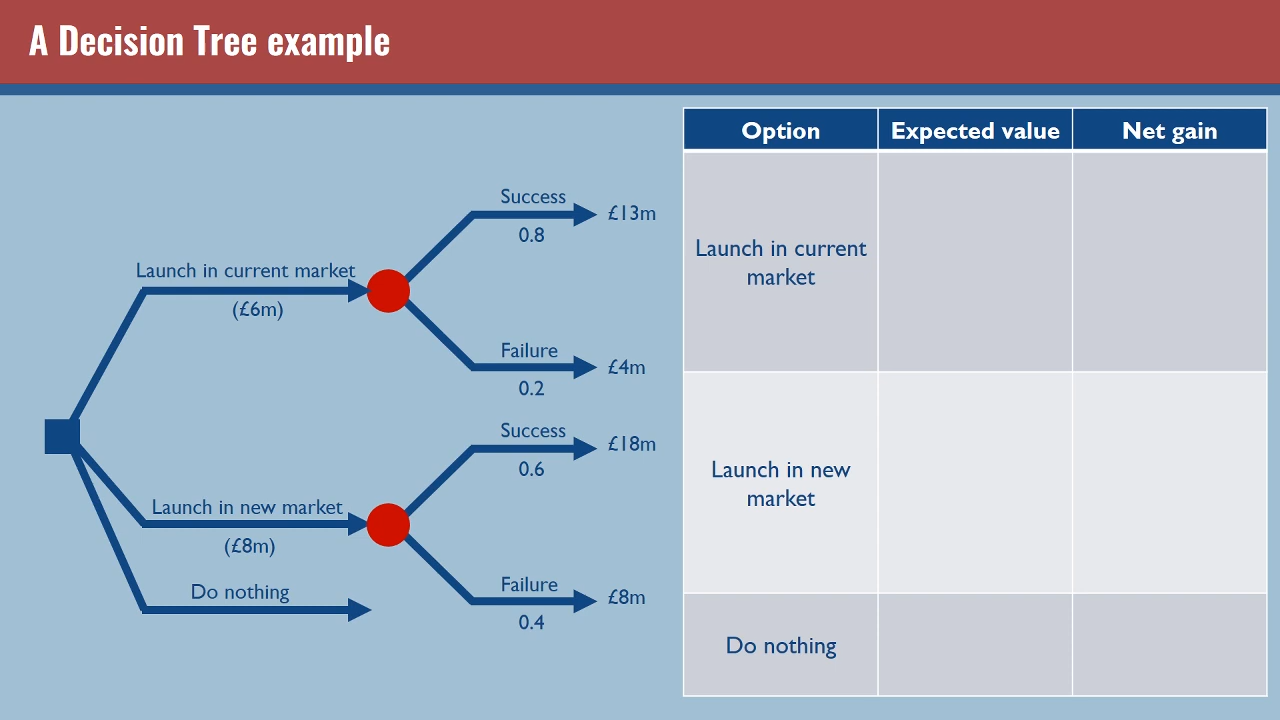 A Decision Tree example
Success
£13m
0.8
Launch in current market
(£6m)
Failure
£4m
0.2
Success
£18m
0.6
Launch in new market
(£8m)
Failure
£8m
0.4
Do nothing
Option Expected value Net gain
Launch in current
market
Launch in new
market
Do nothing